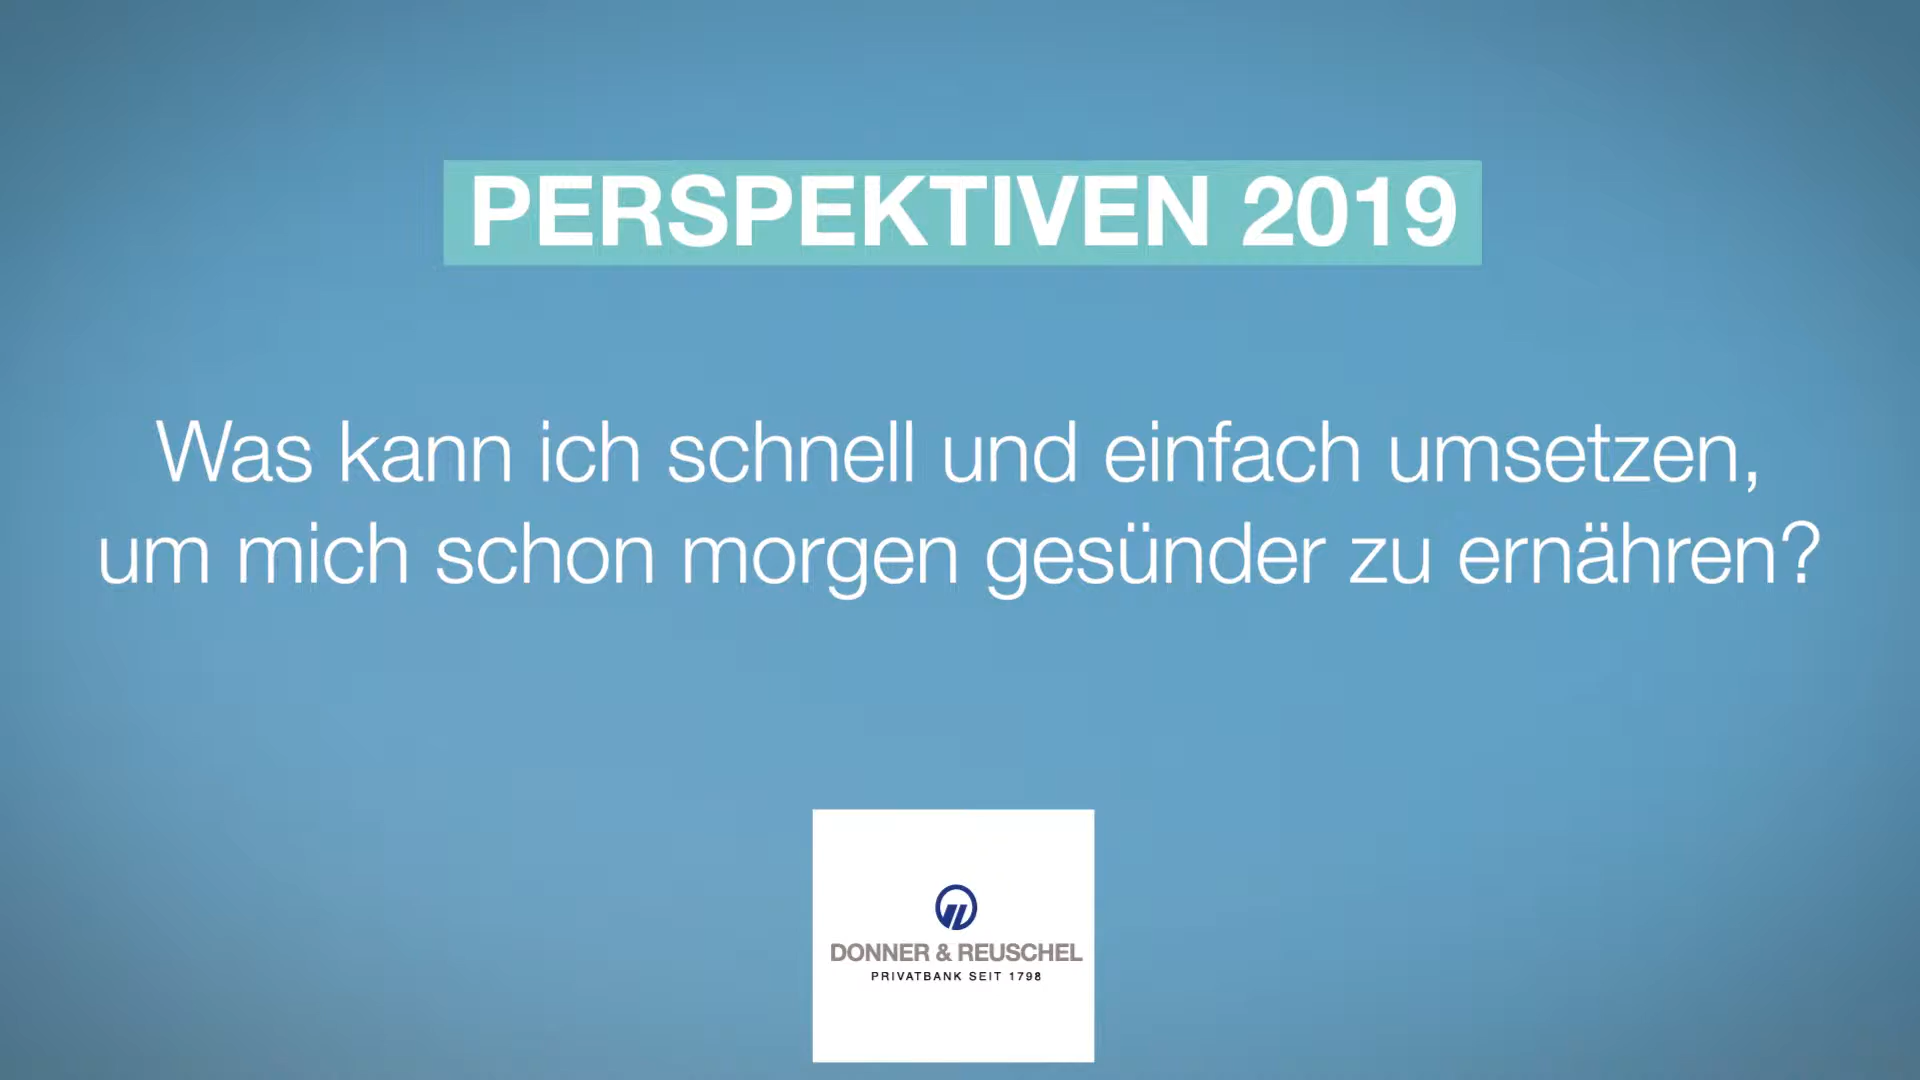 PERSPEKTIVEN 2019
Was kann ich schnell und einfach umsetzen,
um mich schon morgen gesünder zu ernähren?
DONNER & REUSCHEL
PRIVATBANK SEIT 1798